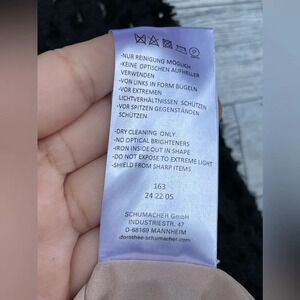 -NUR REINIGUNG MÖGLICH
-KEINE OPTISCHEN AUFHELLER
VERWENDEN
-VON LINKS IN FORM BÜGELN
-VOR EXTREMEN
LICHTVERHÄLTNISSEN SCHÜTZEN
-VOR SPITZEN GEGENSTÄNDEN
SCHÜTZEN
-DRY CLEANING ONLY
-NO OPTICAL BRIGHTENERS
-IRON INSIDE OUT IN SHAPE
-DO NOT EXPOSE TO EXTREME LIGHT
-SHIELD FROM SHARP ITEMS
163
24 22 05
SCHUMACHER GmbH
INDUSTRIESTR. 47
D-68169 MANNHEIM
dorothee-schumacher.com